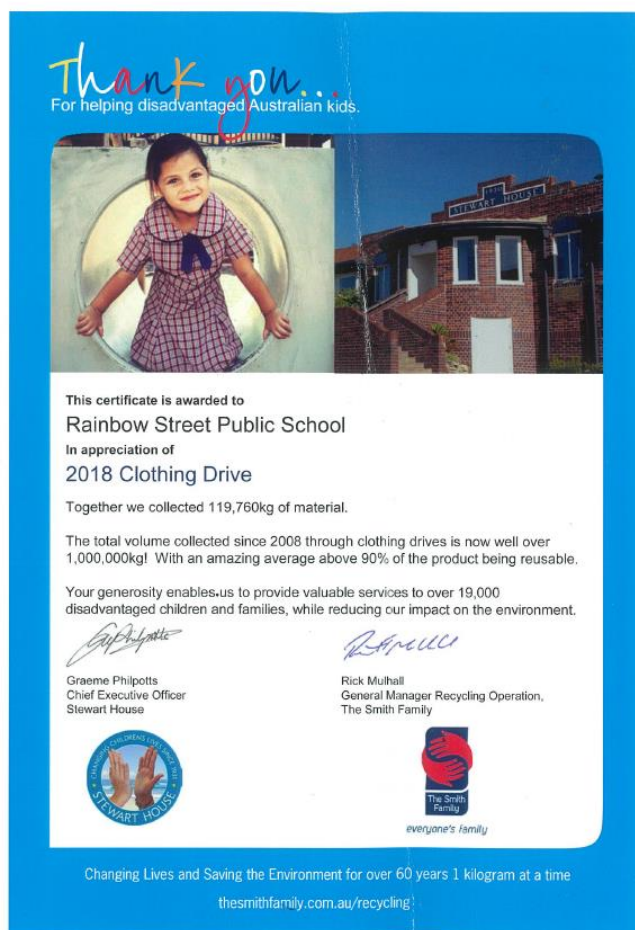 Thank you...
For helping disadvantaged Australian kids.
1930
STEWART HOUSE
This certificate is awarded to
Rainbow Street Public School
In appreciation of
2018 Clothing Drive
Together we collected 119,760kg of material.
The total volume collected since 2008 through clothing drives is now well over
1,000,000kg! With an amazing average above 90% of the product being reusable.
Your generosity enables us to provide valuable services to over 19,000
disadvantaged children and families, while reducing our impact on the environment.
Graeme Philpotts
Chief Executive Officer
Stewart House
Rick Mulhall
General Manager Recycling Operation,
The Smith Family
CHANGING CHILDRENS LIVES SINCE 1931
STEWART HOUSE
The Smith
Family
everyone's family
Changing Lives and Saving the Environment for over 60 years 1 kilogram at a time
thesmithfamily.com.au/recycling